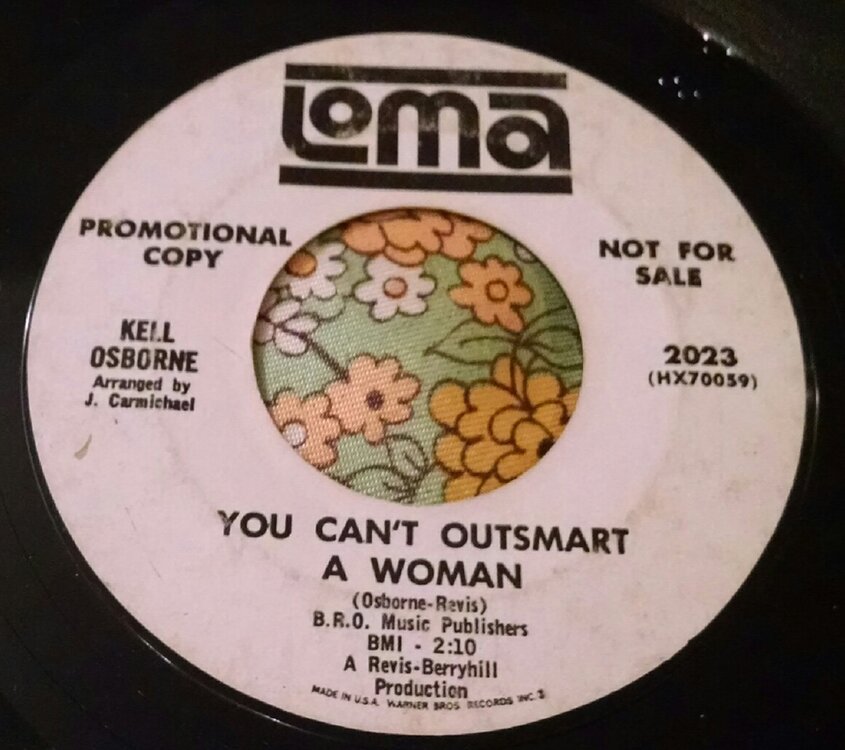 Loma
PROMOTIONAL
COPY
NOT FOR
SALE
KELL
OSBORNE
Arranged by
J. Carmichael
2023
(HX70059)
YOU CAN'T OUTSMART
A WOMAN
(Osborne-Revis)
B.R.O. Music Publishers
BMI - 2:10
A Revis-Berryhill
Production
MADE IN U.S.A. WARNER BROS. RECORDS INC.